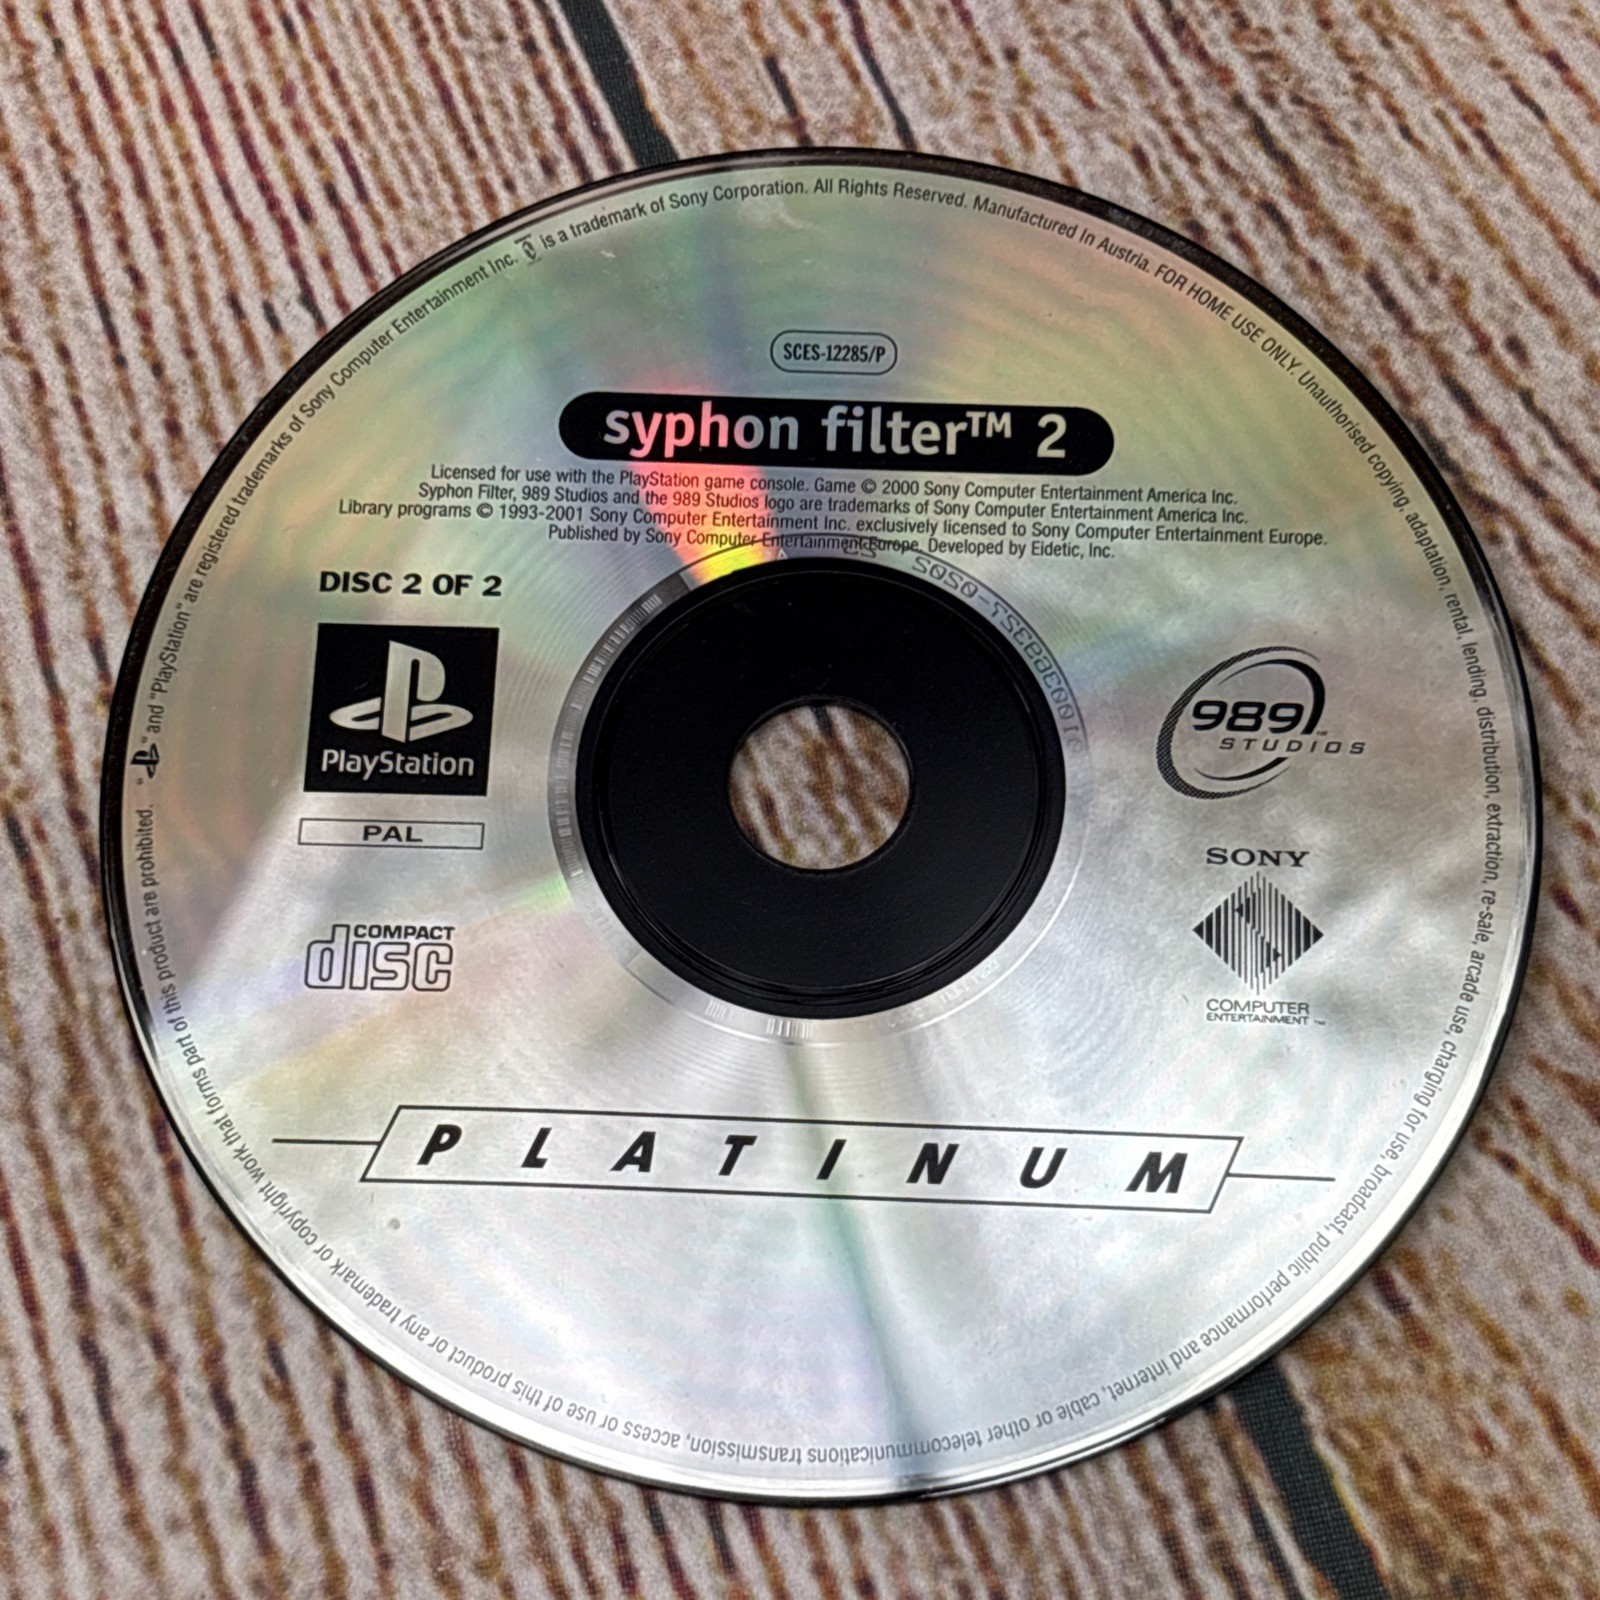 SCES-12285/P
syphon filter™ 2
Licensed for use with the PlayStation game console. Game © 2000 Sony Computer Entertainment America Inc.
Syphon Filter, 989 Studios and the 989 Studios logo are trademarks of Sony Computer Entertainment America Inc.
Library programs © 1993-2001 Sony Computer Entertainment Inc. exclusively licensed to Sony Computer Entertainment Europe.
Published by Sony Computer Entertainment Europe. Developed by Eidetic, Inc.
DISC 2 OF 2
PlayStation
PAL
COMPACT
disc
989
STUDIOS
SONY
COMPUTER
ENTERTAINMENT ™
PLATINUM
" " and "PlayStation" are registered trademarks of Sony Computer Entertainment Inc. is a trademark of Sony Corporation. All Rights Reserved. Manufactured In Austria. FOR HOME USE ONLY. Unauthorised copying, adaptation, rental, lending, distribution, extraction, re-sale, arcade use, charging for use, broadcast, public performance and internet, cable or other telecommunications transmission, access or use of this product or any trademark or copyright work that forms part of this product are prohibited.